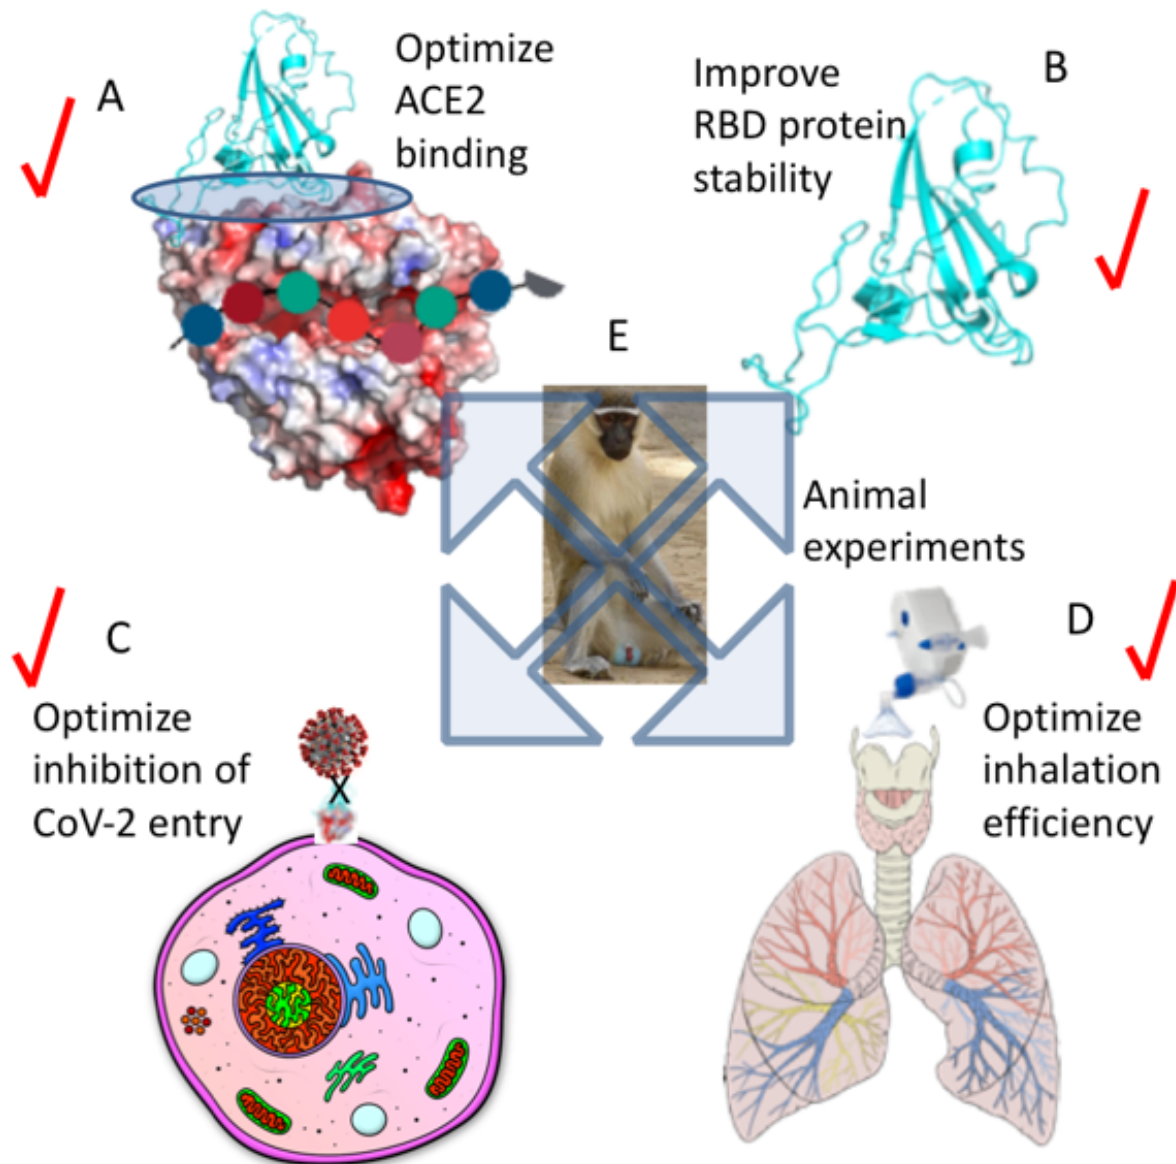 A
Optimize
ACE2
binding
B
Improve
RBD protein
stability
E
Animal
experiments
C
Optimize
inhibition of
CoV-2 entry
X
D
Optimize
inhalation
efficiency